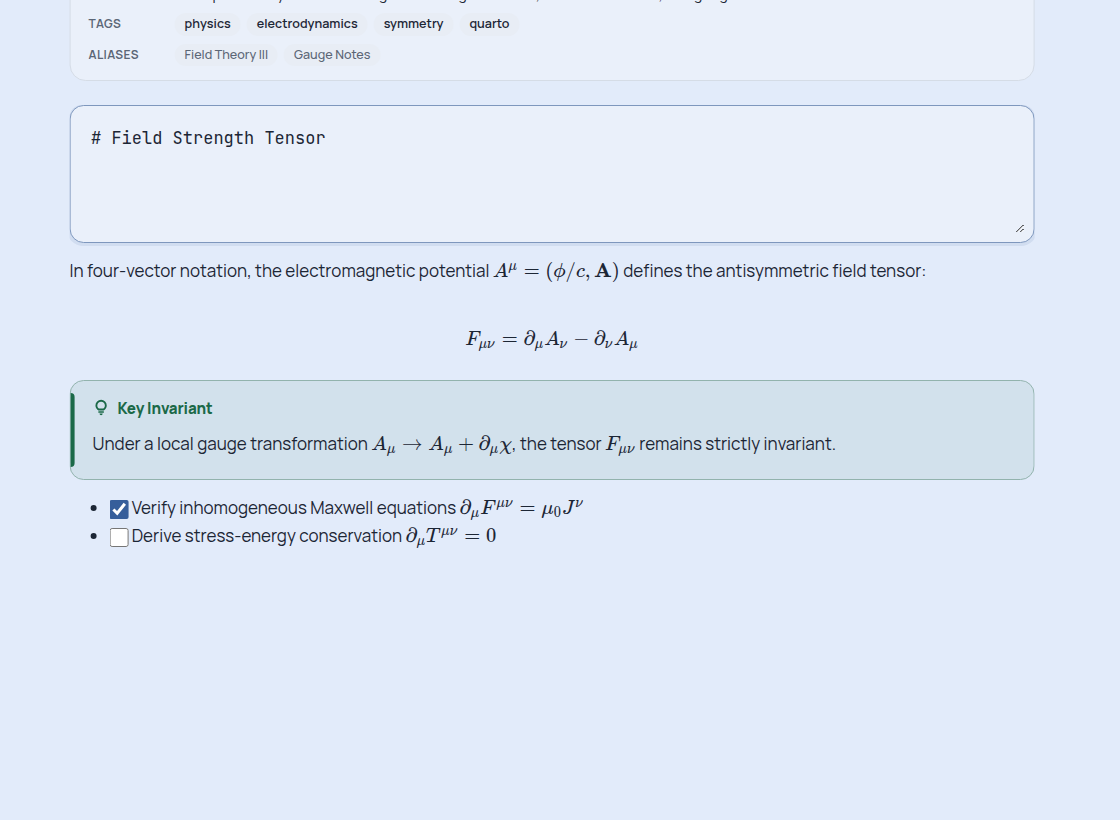 TAGS physics electrodynamics symmetry quarto
ALIASES Field Theory III Gauge Notes
# Field Strength Tensor
In four-vector notation, the electromagnetic potential A^μ = (ϕ/c, 𝐀) defines the antisymmetric field tensor:
F_μν = ∂_μA_ν − ∂_νA_μ
Key Invariant
Under a local gauge transformation A_μ → A_μ + ∂_μχ, the tensor F_μν remains strictly invariant.
Verify inhomogeneous Maxwell equations ∂_μF^μν = μ₀J^ν
Derive stress-energy conservation ∂_μT^μν = 0